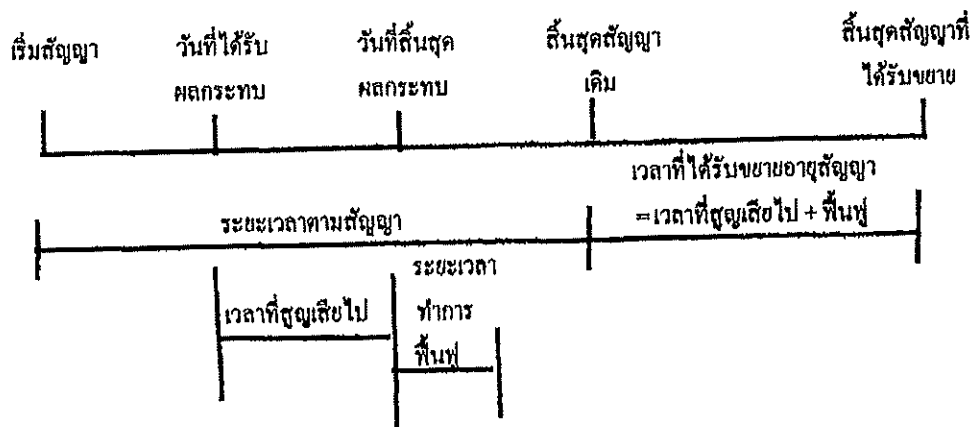 เริ่มสัญญา
วันที่ได้รับ
ผลกระทบ
วันที่สิ้นสุด
ผลกระทบ
สิ้นสุดสัญญา
เดิม
สิ้นสุดสัญญาที่
ได้รับขยาย
เวลาที่ได้รับขยายอายุสัญญา
=เวลาที่สูญเสียไป + ฟื้นฟู
ระยะเวลาตามสัญญา
เวลาที่สูญเสียไป
ระยะเวลา
ทำการ
ฟื้นฟู